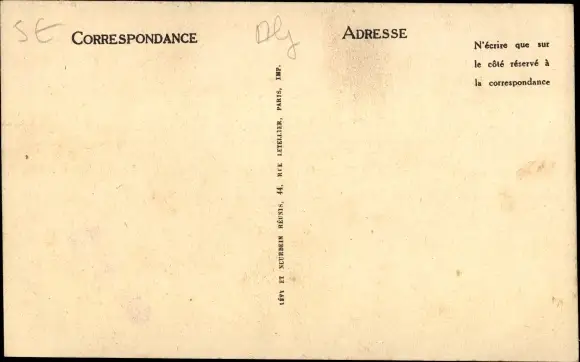 SE
CORRESPONDANCE
ADRESSE
N'écrire que sur
le côté réservé à
la correspondance
LÉVY ET NEURDEIN RÉUNIS, 44, RUE LETELLIER, PARIS, IMP.